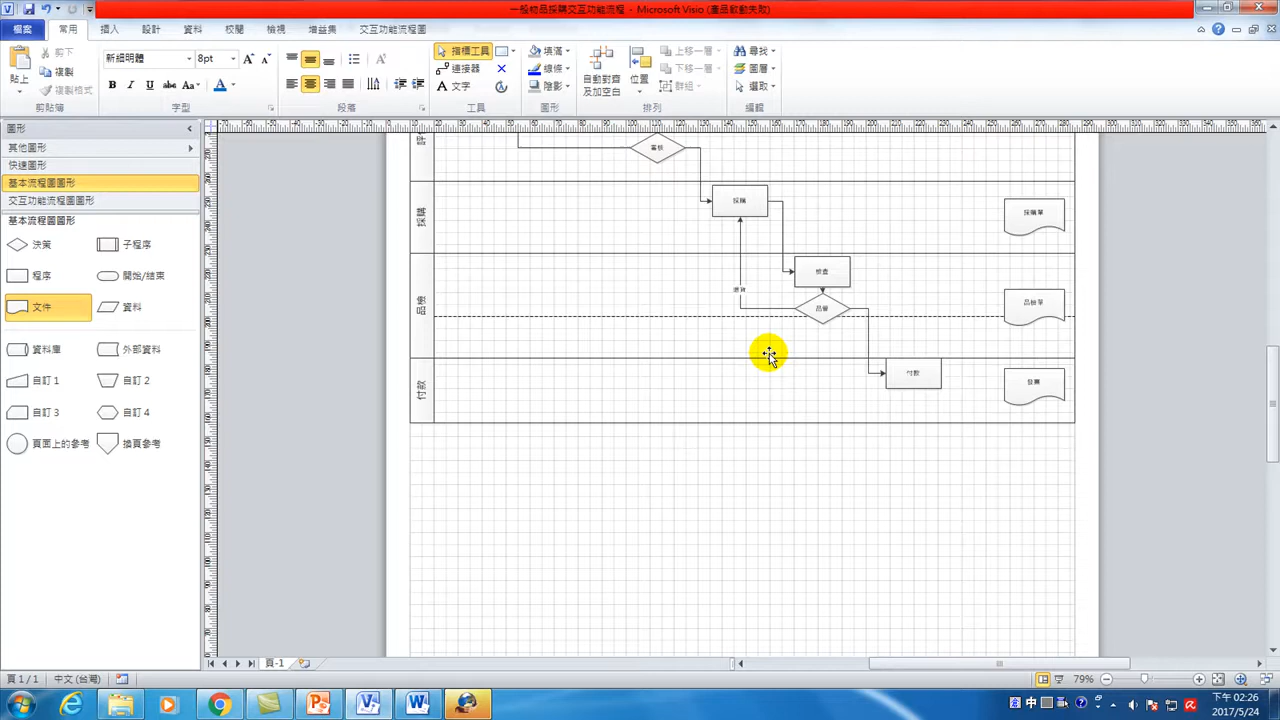 一般物品採購交互功能流程 - Microsoft Visio (產品啟動失敗)
檔案 常用 插入 設計 資料 校閱 檢視 增益集 交互功能流程圖
貼上 剪下 複製 複製格式 剪貼簿
新細明體 8pt
B I U abc Aa A 字型
段落
指標工具 連接器 A 文字 工具
填滿 線條 陰影 圖形
自動對齊及加空白 位置 上移一層 下移一層 群組 排列
尋找 圖層 選取 編輯
圖形
其他圖形
快速圖形
基本流程圖圖形
交互功能流程圖圖形
基本流程圖圖形
決策 子程序
程序 開始/結束
文件 資料
資料庫 外部資料
自訂 1 自訂 2
自訂 3 自訂 4
頁面上的參考 換頁參考
審核
採購 採購 採購單
品檢 檢查 退貨 品管 品檢單
付款 付款 發票
頁-1
頁 1 / 1 中文 (台灣) 79%
中
下午 02:26
2017/5/24